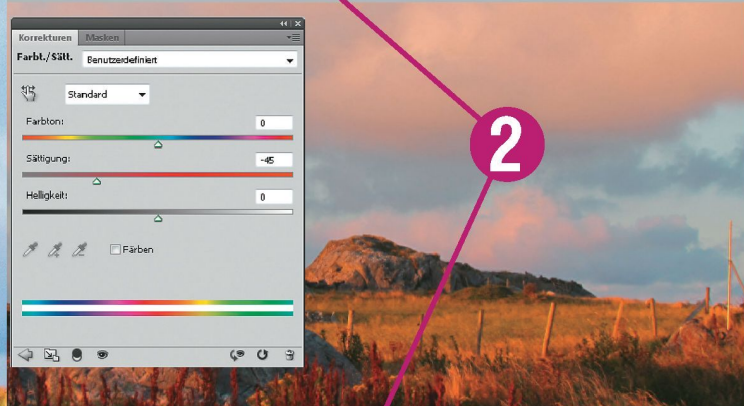 Korrekturen Masken
Farbt./Sätt. Benutzerdefiniert
Standard
Farbton: 0
Sättigung: -45
Helligkeit: 0
Färben
2